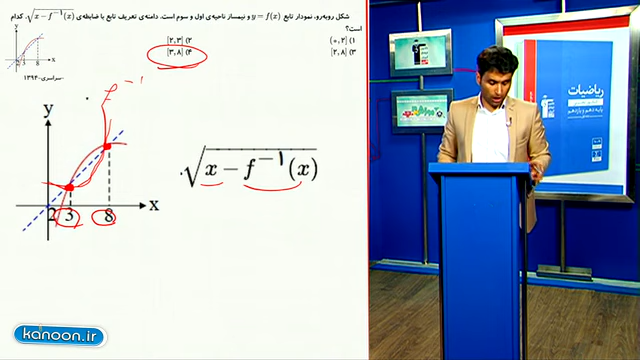 شکل روبه‌رو، نمودار تابع y = f(x) و نیمساز ناحیه‌ی اول و سوم است. دامنه‌ی تعریف تابع با ضابطه‌ی √x − f⁻¹(x)، کدام
است؟
۱) [۰, ۲]
۲) [۲, ۳]
۳) [۲, ۸]
۴) [۳, ۸]
سراسری-۱۳۹۴
f⁻¹
y
√x − f⁻¹(x)
2 3 8 x
ریاضیات
kanoon.ir